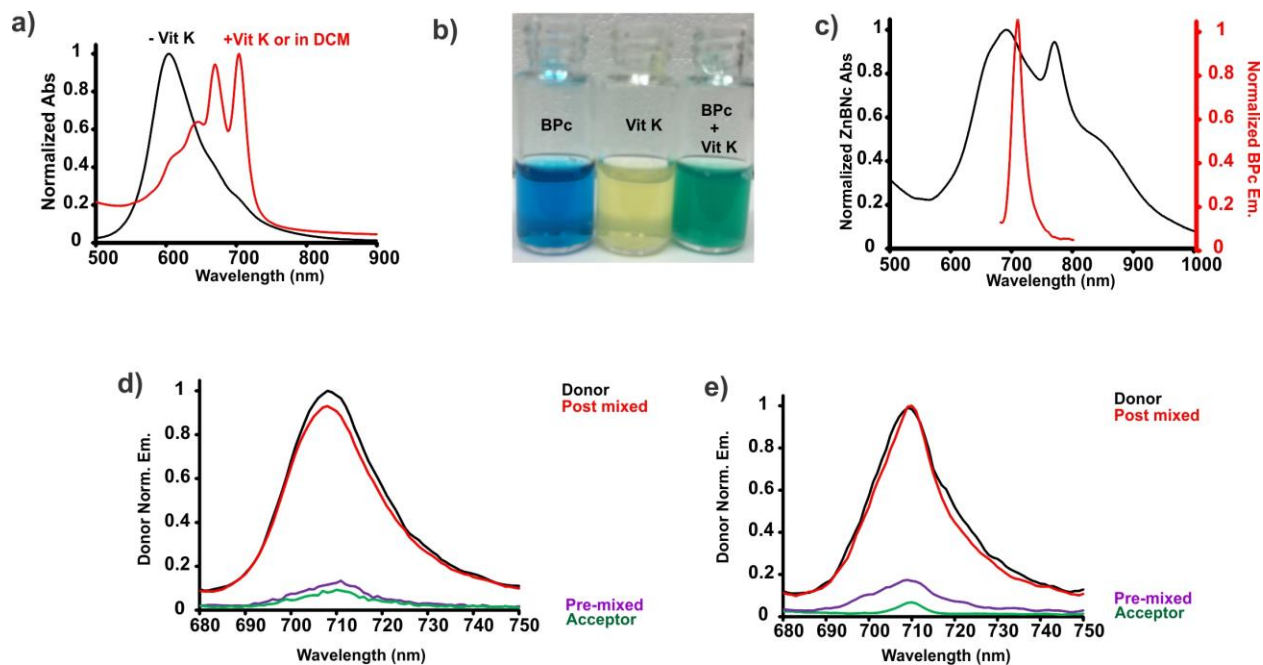 a)
- Vit K
+Vit K or in DCM
Normalized Abs
1
0.8
0.6
0.4
0.2
0
500
600
700
800
900
Wavelength (nm)
b)
BPc
Vit K
BPc
+
Vit K
c)
Normalized ZnBNc Abs
1
0.8
0.6
0.4
0.2
0
500
600
700
800
900
1000
Wavelength (nm)
1
0.8
0.6
0.4
0.2
0
Normalized BPc Em.
d)
Donor
Post mixed
Donor Norm. Em.
1
0.8
0.6
0.4
0.2
0
680
690
700
710
720
730
740
750
Pre-mixed
Acceptor
Wavelength (nm)
e)
Donor
Post mixed
Donor Norm. Em.
1.0
0.8
0.6
0.4
0.2
0
680
690
700
710
720
730
740
750
Pre-mixed
Acceptor
Wavelength (nm)